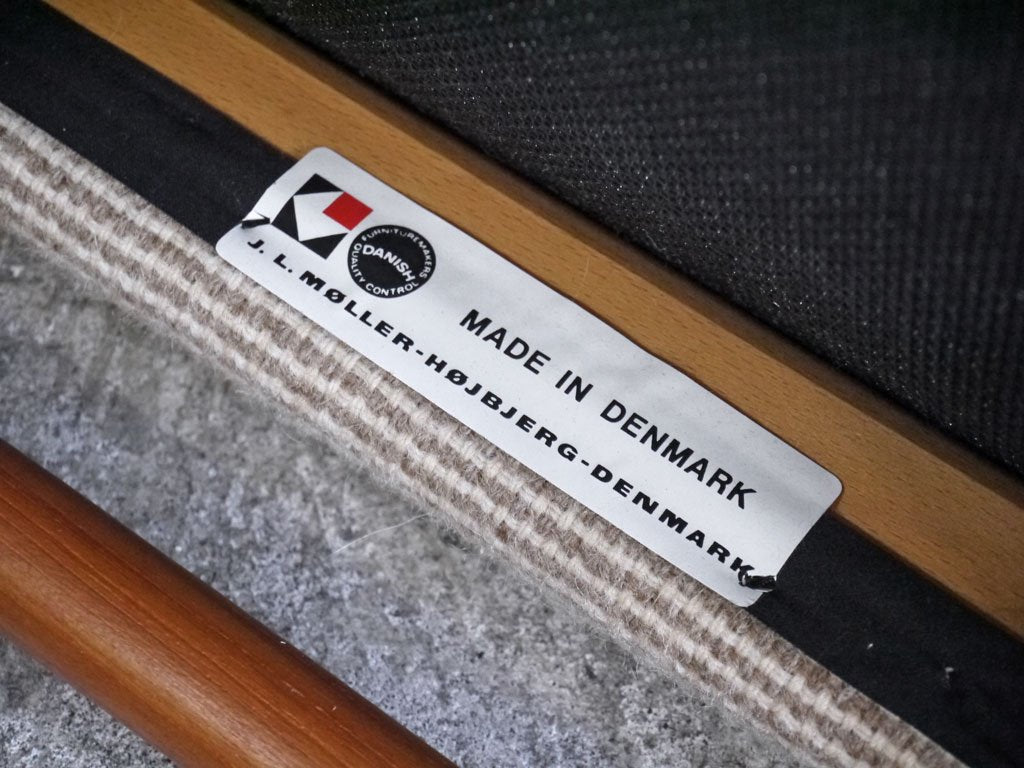 FURNITUREMAKERS
DANISH
QUALITY CONTROL
MADE IN DENMARK
J. L. MØLLER-HØJBJERG-DENMARK